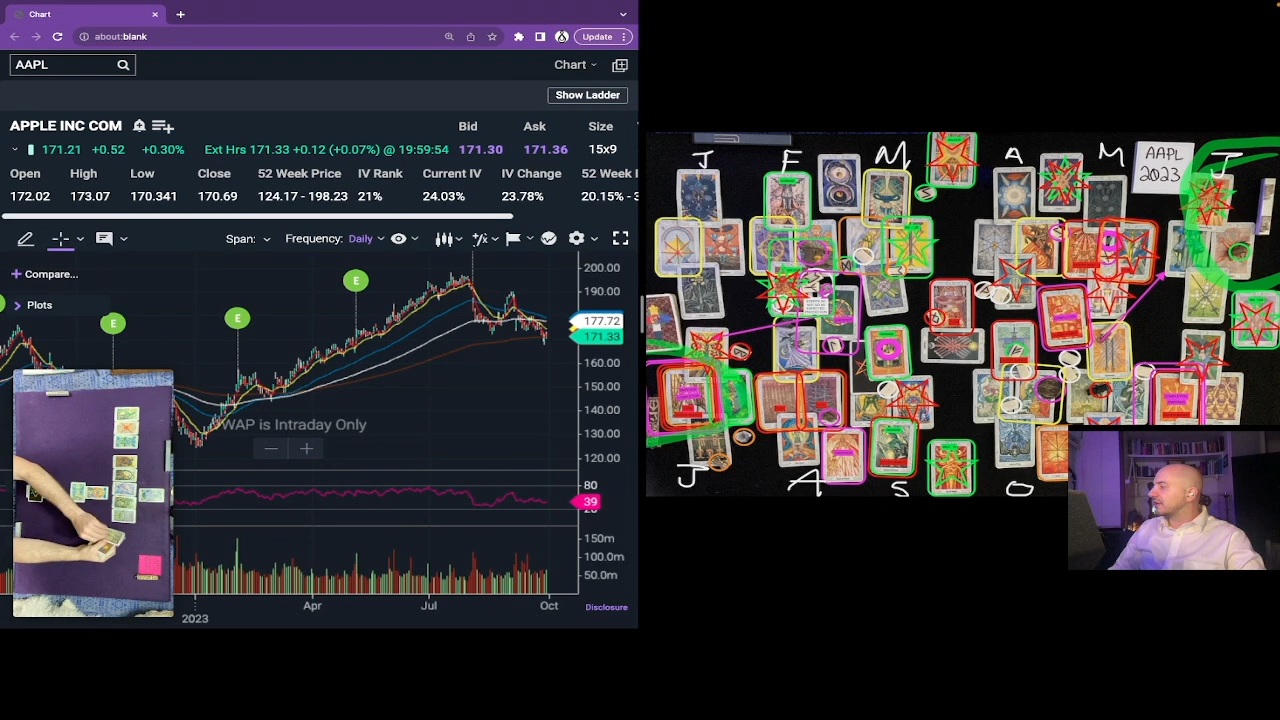 Chart
about:blank
Update
AAPL
Chart
Show Ladder
APPLE INC COM
Bid
Ask
Size
171.21 +0.52 +0.30% Ext Hrs 171.33 +0.12 (+0.07%) @ 19:59:54
171.30
171.36
15x9
Open High Low Close 52 Week Price IV Rank Current IV IV Change 52 Week
172.02 173.07 170.341 170.69 124.17 - 198.23 21% 24.03% 23.78% 20.15% -
Span:
Frequency: Daily
Compare...
Plots
E
E
E
200.00
190.00
177.72
171.33
160.00
150.00
140.00
130.00
120.00
WAP is Intraday Only
80
39
150m
100.0m
50.0m
Apr
Jul
Oct
2023
Disclosure
J F M A M J
AAPL
2023
J A S O